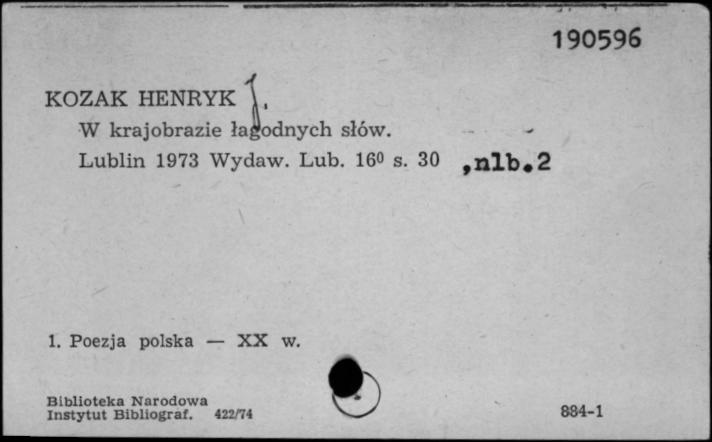 190596
KOZAK HENRYK J.
W krajobrazie łagodnych słów.
Lublin 1973 Wydaw. Lub. 16⁰ s. 30 ,nlb.2
1. Poezja polska — XX w.
Biblioteka Narodowa
Instytut Bibliograf. 422/74
884-1